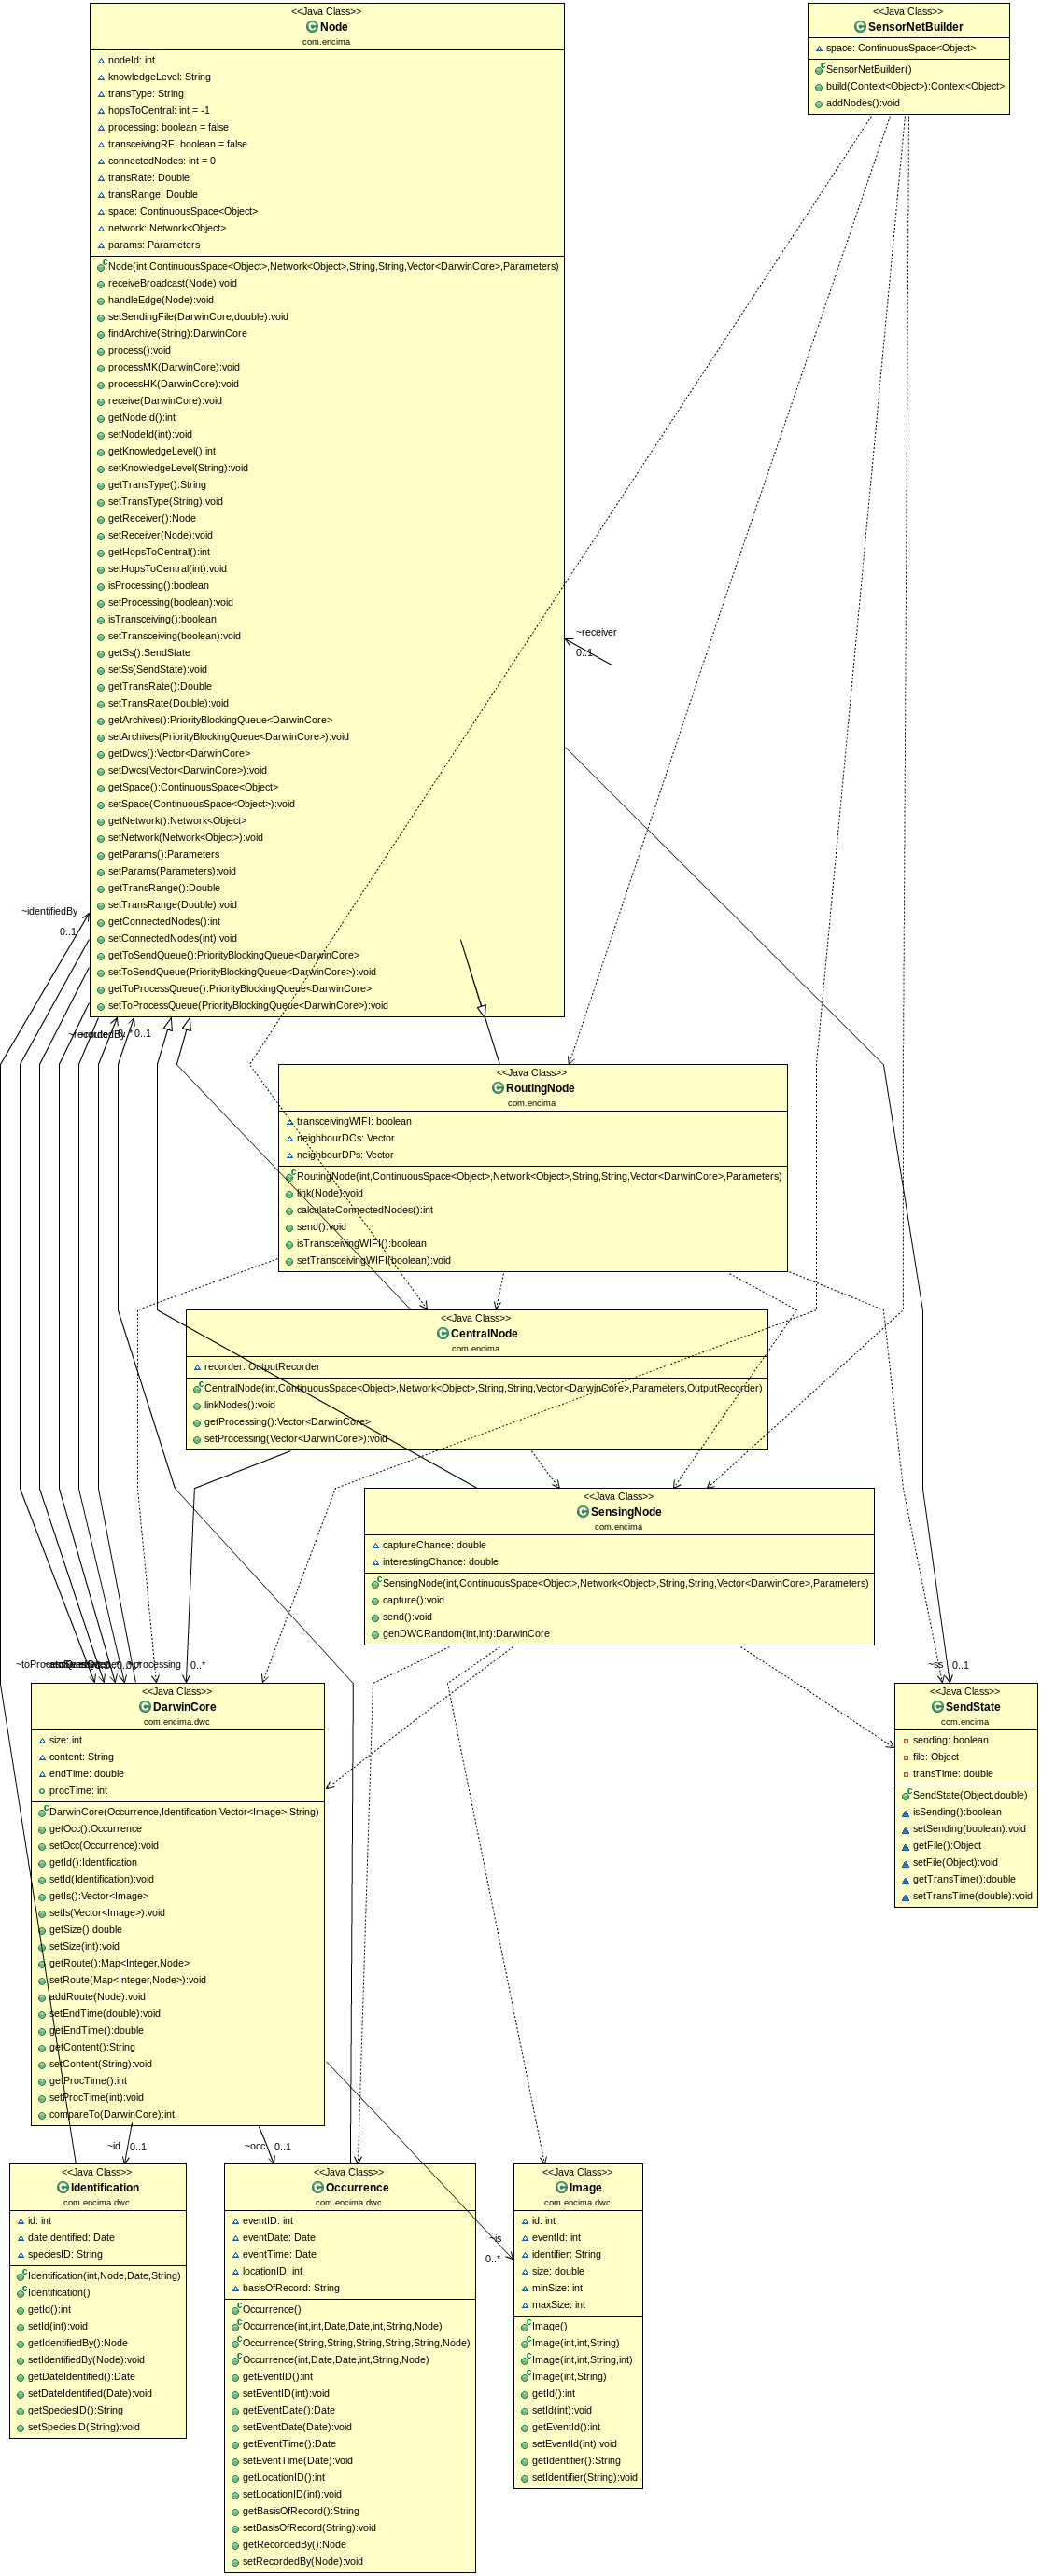 <<Java Class>>
Node
com.encima
nodeId: int
knowledgeLevel: String
transType: String
hopsToCentral: int = -1
processing: boolean = false
transceivingRF: boolean = false
connectedNodes: int = 0
transRate: Double
transRange: Double
space: ContinuousSpace<Object>
network: Network<Object>
params: Parameters
Node(int,ContinuousSpace<Object>,Network<Object>,String,String,Vector<DarwinCore>,Parameters)
receiveBroadcast(Node):void
handleEdge(Node):void
setSendingFile(DarwinCore,double):void
findArchive(String):DarwinCore
process():void
processMK(DarwinCore):void
processHK(DarwinCore):void
receive(DarwinCore):void
getNodeId():int
setNodeId(int):void
getKnowledgeLevel():int
setKnowledgeLevel(String):void
getTransType():String
setTransType(String):void
getReceiver():Node
setReceiver(Node):void
getHopsToCentral():int
setHopsToCentral(int):void
isProcessing():boolean
setProcessing(boolean):void
isTransceiving():boolean
setTransceiving(boolean):void
getSs():SendState
setSs(SendState):void
getTransRate():Double
setTransRate(Double):void
getArchives():PriorityBlockingQueue<DarwinCore>
setArchives(PriorityBlockingQueue<DarwinCore>):void
getDwcs():Vector<DarwinCore>
setDwcs(Vector<DarwinCore>):void
getSpace():ContinuousSpace<Object>
setSpace(ContinuousSpace<Object>):void
getNetwork():Network<Object>
setNetwork(Network<Object>):void
getParams():Parameters
setParams(Parameters):void
getTransRange():Double
setTransRange(Double):void
getConnectedNodes():int
setConnectedNodes(int):void
getToSendQueue():PriorityBlockingQueue<DarwinCore>
setToSendQueue(PriorityBlockingQueue<DarwinCore>):void
getToProcessQueue():PriorityBlockingQueue<DarwinCore>
setToProcessQueue(PriorityBlockingQueue<DarwinCore>):void
<<Java Class>>
SensorNetBuilder
space: ContinuousSpace<Object>
SensorNetBuilder()
build(Context<Object>):Context<Object>
addNodes():void
~receiver
0..1
~identifiedBy
0..1
0..1
<<Java Class>>
RoutingNode
com.encima
transceivingWIFI: boolean
neighbourDCs: Vector
neighbourDPs: Vector
RoutingNode(int,ContinuousSpace<Object>,Network<Object>,String,String,Vector<DarwinCore>,Parameters)
link(Node):void
calculateConnectedNodes():int
send():void
isTransceivingWIFI():boolean
setTransceivingWIFI(boolean):void
<<Java Class>>
CentralNode
com.encima
recorder: OutputRecorder
CentralNode(int,ContinuousSpace<Object>,Network<Object>,String,String,Vector<DarwinCore>,Parameters,OutputRecorder)
linkNodes():void
getProcessing():Vector<DarwinCore>
setProcessing(Vector<DarwinCore>):void
<<Java Class>>
SensingNode
com.encima
captureChance: double
interestingChance: double
SensingNode(int,ContinuousSpace<Object>,Network<Object>,String,String,Vector<DarwinCore>,Parameters)
capture():void
send():void
genDWCRandom(int,int):DarwinCore
processing
0..*
~ss
0..1
<<Java Class>>
DarwinCore
com.encima.dwc
size: int
content: String
endTime: double
procTime: int
DarwinCore(Occurrence,Identification,Vector<Image>,String)
getOcc():Occurrence
setOcc(Occurrence):void
getId():Identification
setId(Identification):void
getIs():Vector<Image>
setIs(Vector<Image>):void
getSize():double
setSize(int):void
getRoute():Map<Integer,Node>
setRoute(Map<Integer,Node>):void
addRoute(Node):void
setEndTime(double):void
getEndTime():double
getContent():String
setContent(String):void
getProcTime():int
setProcTime(int):void
compareTo(DarwinCore):int
<<Java Class>>
SendState
com.encima
sending: boolean
file: Object
transTime: double
SendState(Object,double)
isSending():boolean
setSending(boolean):void
getFile():Object
setFile(Object):void
getTransTime():double
setTransTime(double):void
~id
0..1
~occ
0..1
~is
0..*
<<Java Class>>
Identification
com.encima.dwc
id: int
dateIdentified: Date
speciesID: String
Identification(int,Node,Date,String)
Identification()
getId():int
setId(int):void
getIdentifiedBy():Node
setIdentifiedBy(Node):void
getDateIdentified():Date
setDateIdentified(Date):void
getSpeciesID():String
setSpeciesID(String):void
<<Java Class>>
Occurrence
com.encima.dwc
eventID: int
eventDate: Date
eventTime: Date
locationID: int
basisOfRecord: String
Occurrence()
Occurrence(int,int,Date,Date,int,String,Node)
Occurrence(String,String,String,String,String,Node)
Occurrence(int,Date,Date,int,String,Node)
getEventID():int
setEventID(int):void
getEventDate():Date
setEventDate(Date):void
getEventTime():Date
setEventTime(Date):void
getLocationID():int
setLocationID(int):void
getBasisOfRecord():String
setBasisOfRecord(String):void
getRecordedBy():Node
setRecordedBy(Node):void
<<Java Class>>
Image
com.encima.dwc
id: int
eventId: int
identifier: String
size: double
minSize: int
maxSize: int
Image()
Image(int,int,String)
Image(int,int,String,int)
Image(int,String)
getId():int
setId(int):void
getEventId():int
setEventId(int):void
getIdentifier():String
setIdentifier(String):void